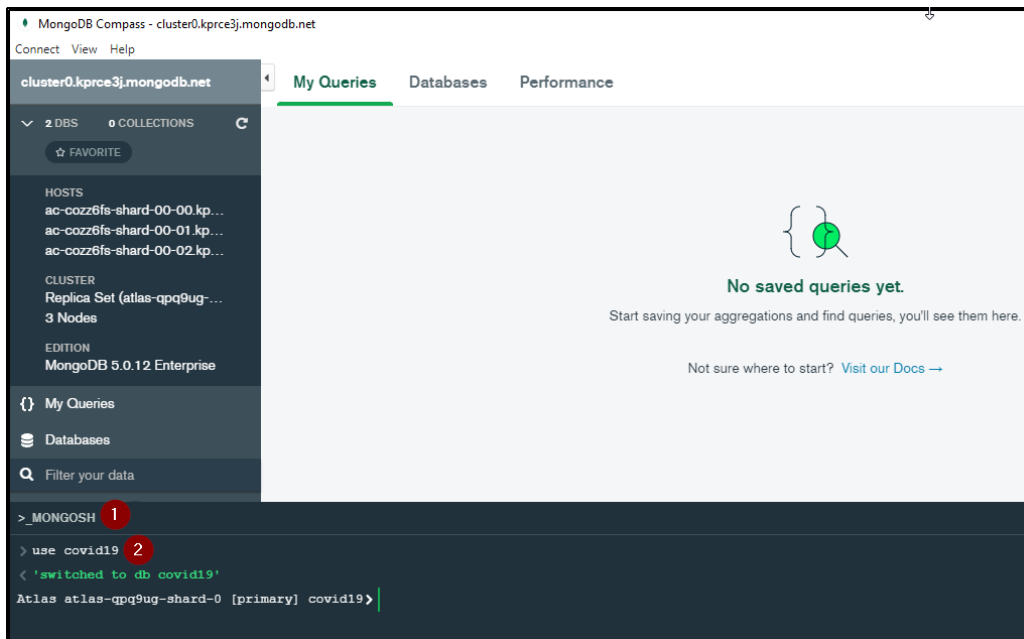 MongoDB Compass - cluster0.kprce3j.mongodb.net
Connect View Help
cluster0.kprce3j.mongodb.net
My Queries Databases Performance
2 DBS 0 COLLECTIONS
FAVORITE
HOSTS
ac-cozz6fs-shard-00-00.kp...
ac-cozz6fs-shard-00-01.kp...
ac-cozz6fs-shard-00-02.kp...
CLUSTER
Replica Set (atlas-qpq9ug-...
3 Nodes
EDITION
MongoDB 5.0.12 Enterprise
{} My Queries
Databases
Filter your data
No saved queries yet.
Start saving your aggregations and find queries, you'll see them here.
Not sure where to start? Visit our Docs →
>_MONGOSH 1
> use covid19 2
< 'switched to db covid19'
Atlas atlas-qpq9ug-shard-0 [primary] covid19>